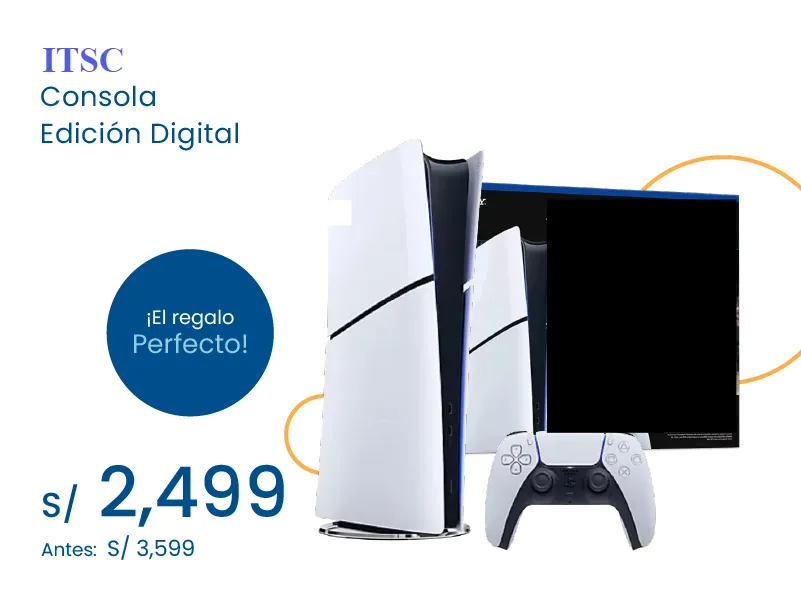 ITSC
Consola
Edición Digital
¡El regalo
Perfecto!
S/ 2,499
Antes: S/ 3,599